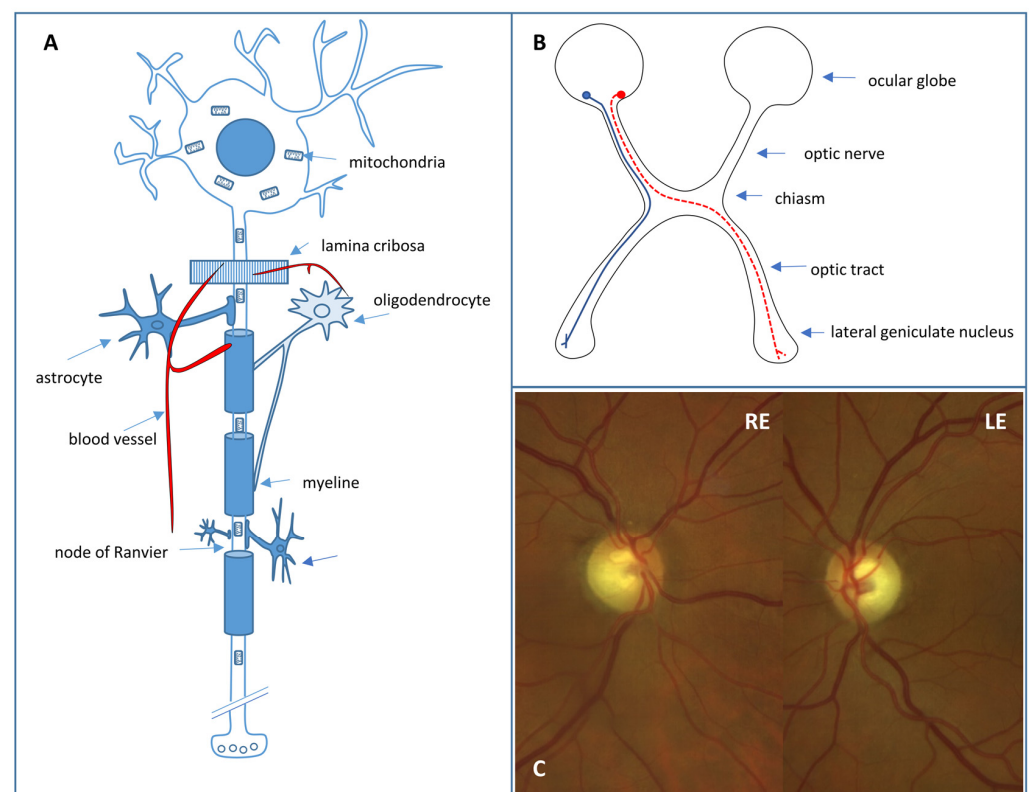 A
mitochondria
lamina cribosa
oligodendrocyte
astrocyte
blood vessel
myeline
node of Ranvier
B
ocular globe
optic nerve
chiasm
optic tract
lateral geniculate nucleus
RE
LE
C